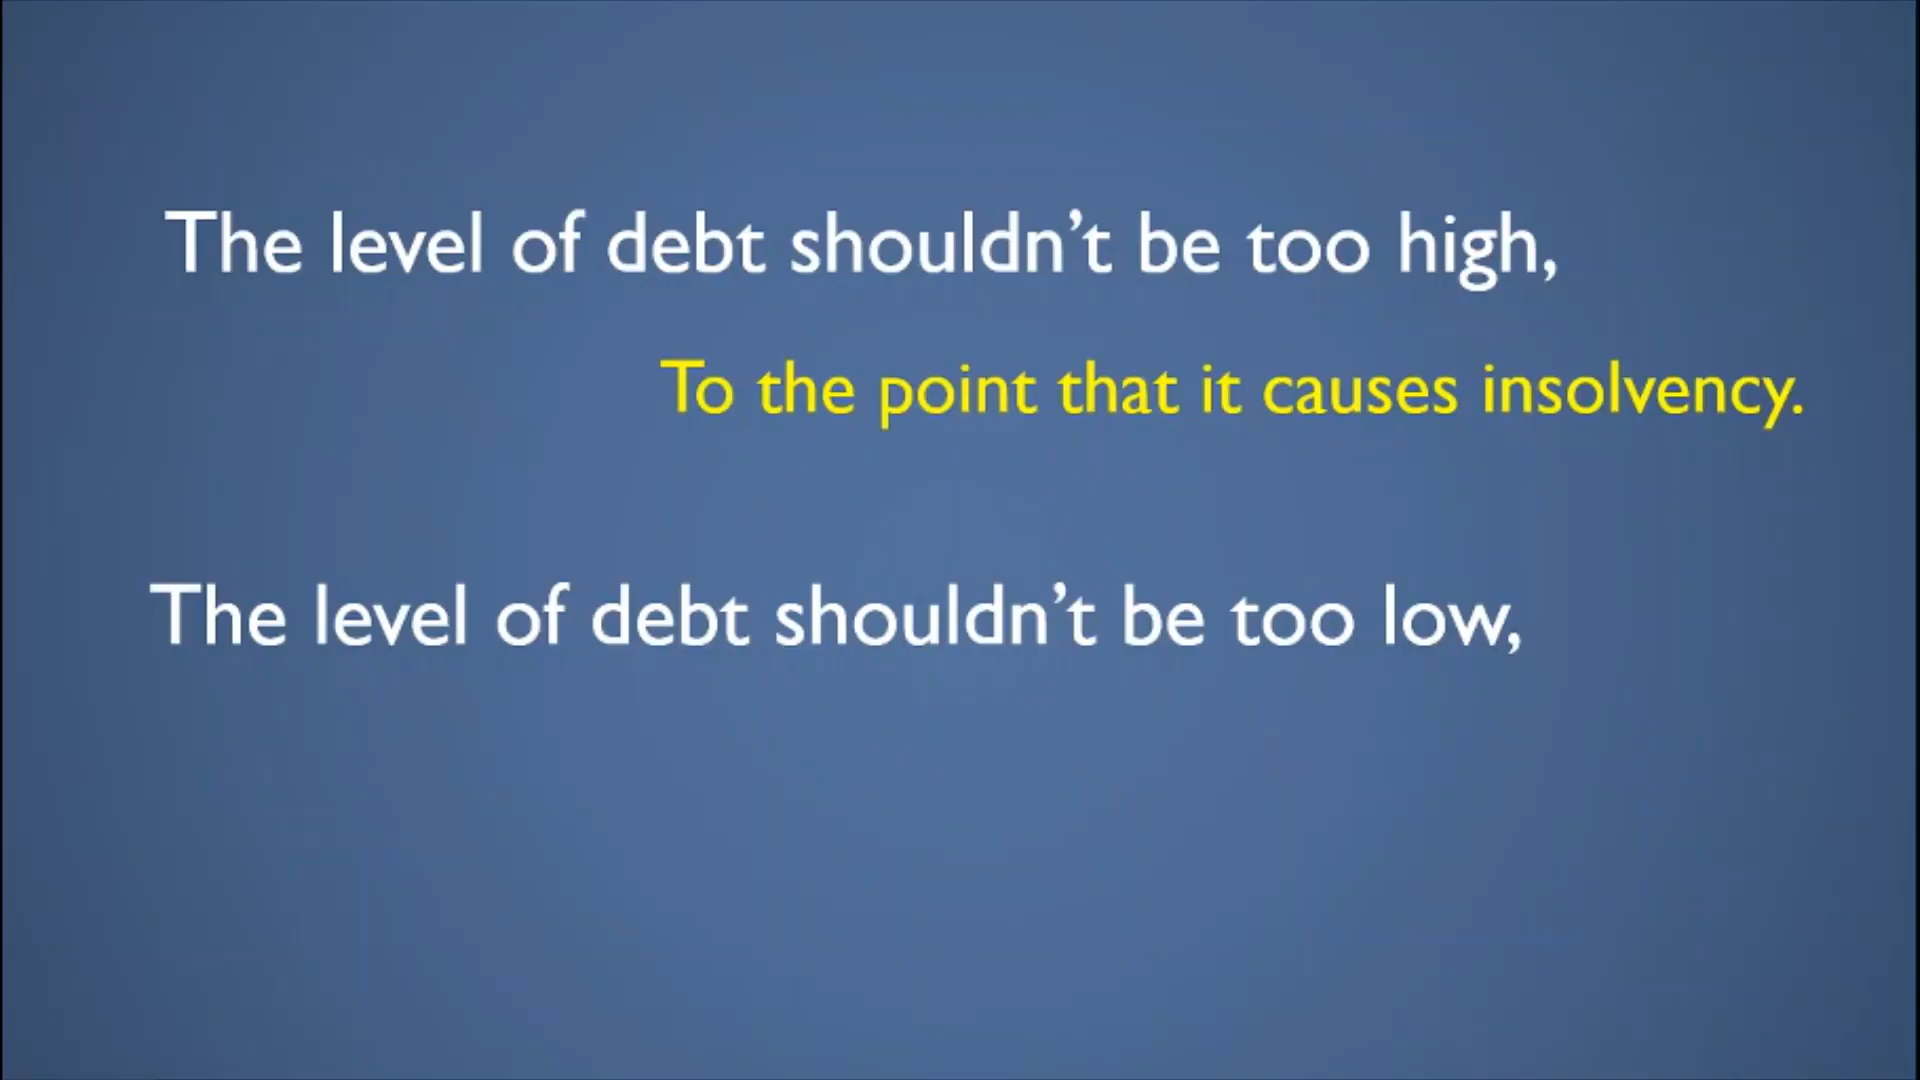 The level of debt shouldn’t be too high,
To the point that it causes insolvency.
The level of debt shouldn’t be too low,